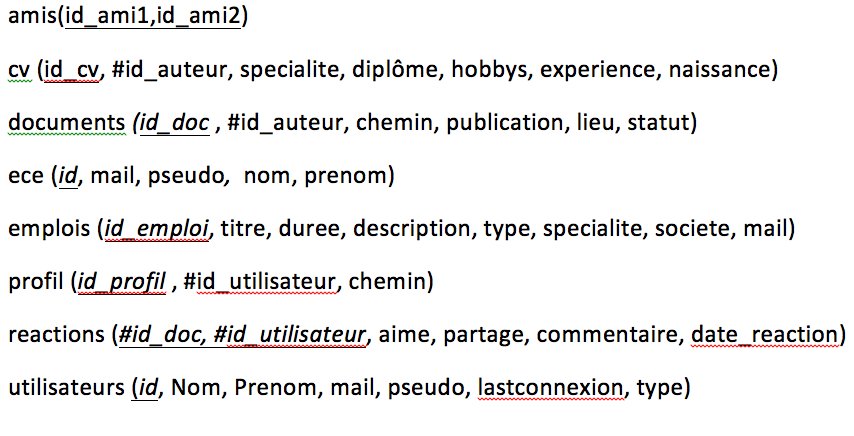 amis(id_ami1,id_ami2)
cv (id_cv, #id_auteur, specialite, diplôme, hobbys, experience, naissance)
documents (id_doc , #id_auteur, chemin, publication, lieu, statut)
ece (id, mail, pseudo,  nom, prenom)
emplois (id_emploi, titre, duree, description, type, specialite, societe, mail)
profil (id_profil , #id_utilisateur, chemin)
reactions (#id_doc, #id_utilisateur, aime, partage, commentaire, date_reaction)
utilisateurs (id, Nom, Prenom, mail, pseudo, lastconnexion, type)